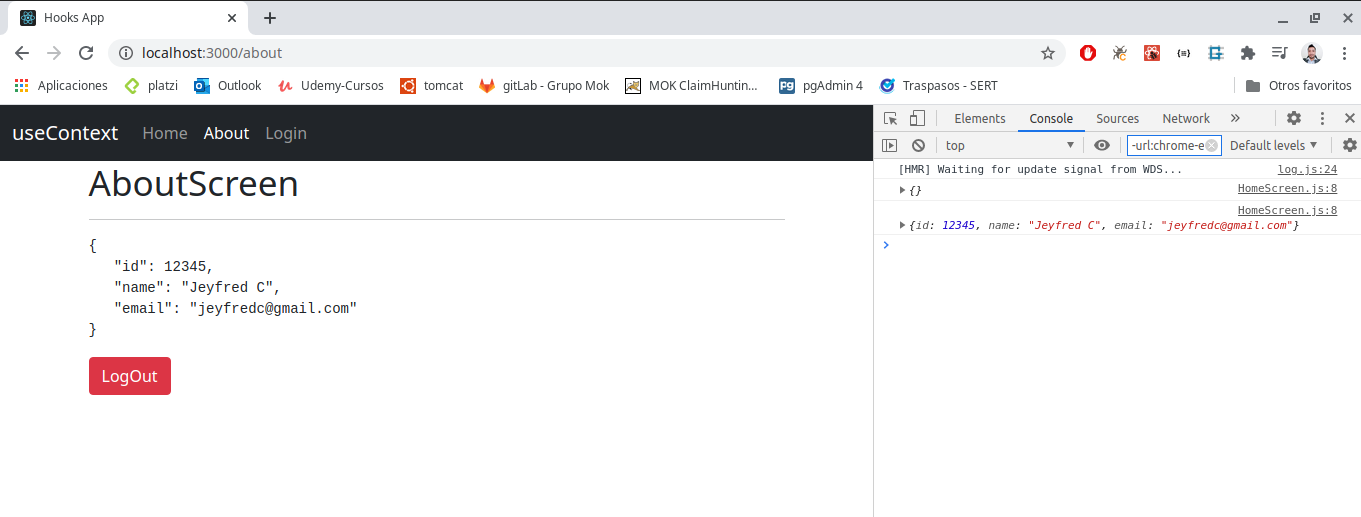 Hooks App
localhost:3000/about
Aplicaciones platzi Outlook Udemy-Cursos tomcat gitLab - Grupo Mok MOK ClaimHuntin... pgAdmin 4 Traspasos - SERT Otros favoritos
useContext Home About Login
AboutScreen
{
"id": 12345,
"name": "Jeyfred C",
"email": "jeyfredc@gmail.com"
}
LogOut
Elements Console Sources Network »
top -url:chrome-e Default levels ▼
[HMR] Waiting for update signal from WDS... log.js:24
{} HomeScreen.js:8
HomeScreen.js:8
{id: 12345, name: "Jeyfred C", email: "jeyfredc@gmail.com"}